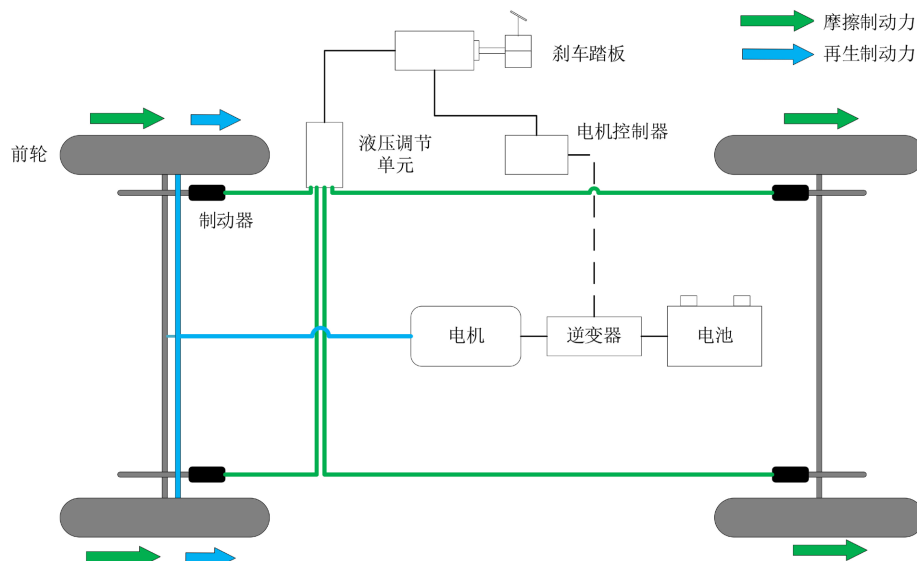 摩擦制动力
再生制动力
刹车踏板
电机控制器
液压调节
单元
前轮
制动器
电机
逆变器
电池